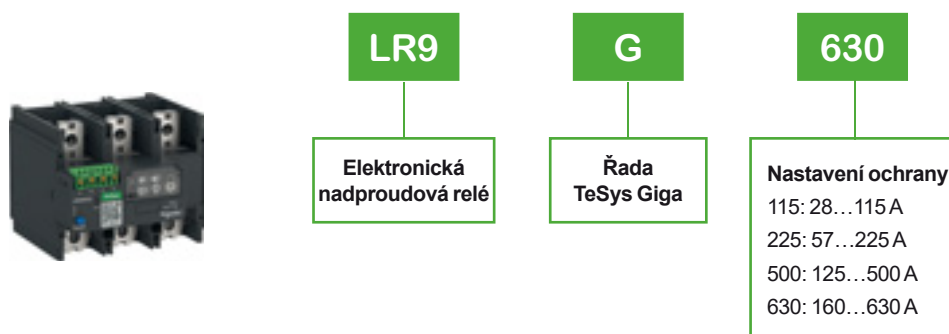 LR9
G
630
Elektronická
nadproudová relé
Řada
TeSys Giga
Nastavení ochrany
115: 28…115 A
225: 57…225 A
500: 125…500 A
630: 160…630 A